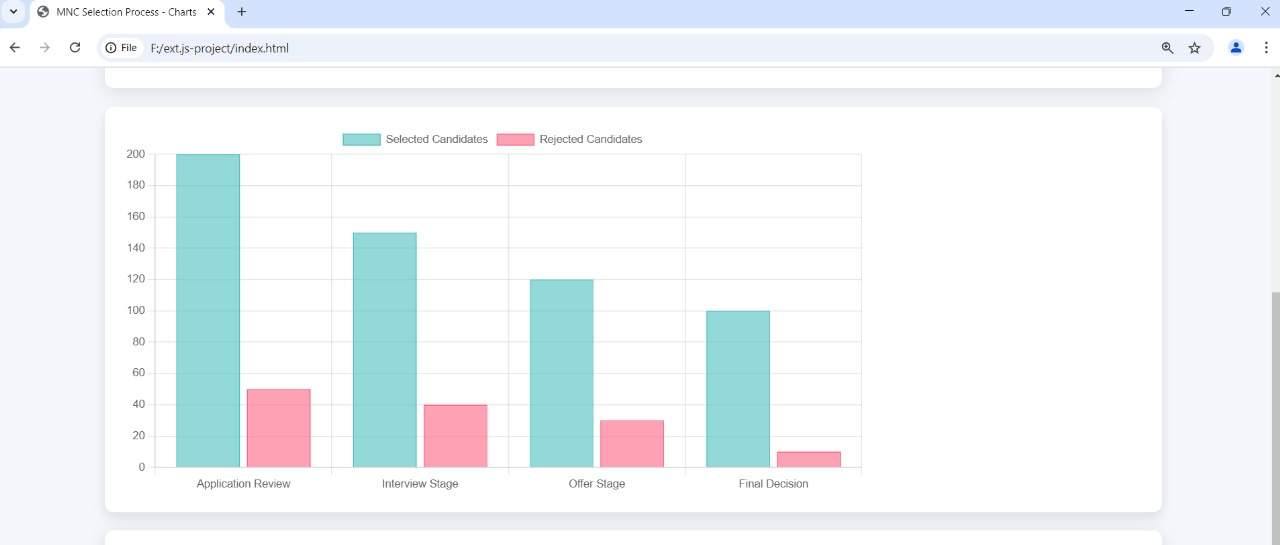 MNC Selection Process - Charts
File F:/ext.js-project/index.html
Selected Candidates Rejected Candidates
200
180
160
140
120
100
80
60
40
20
0
Application Review Interview Stage Offer Stage Final Decision